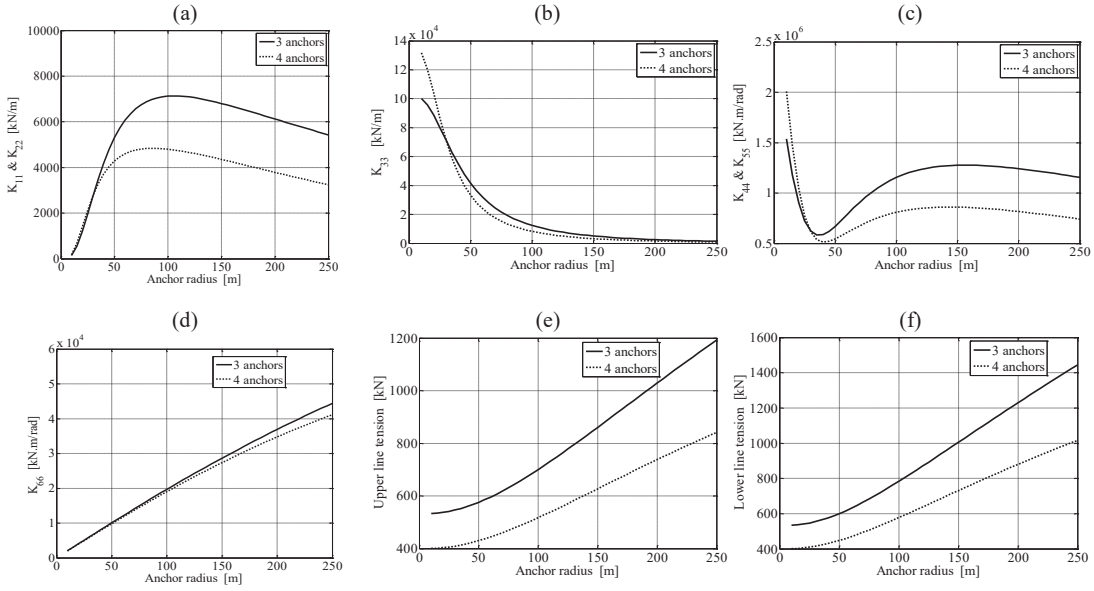 (a)
10000
8000
6000
4000
2000
0
0 50 100 150 200 250
K11 & K22 [kN/m]
Anchor radius [m]
3 anchors
4 anchors
(b)
x 10^4
14
12
10
8
6
4
2
0
0 50 100 150 200 250
K33 [kN/m]
Anchor radius [m]
3 anchors
4 anchors
(c)
x 10^6
2.5
2
1.5
1
0.5
0 50 100 150 200 250
K44 & K55 [kN.m/rad]
Anchor radius [m]
3 anchors
4 anchors
(d)
x 10^4
6
5
4
3
2
1
0
0 50 100 150 200 250
K66 [kN.m/rad]
Anchor radius [m]
3 anchors
4 anchors
(e)
1200
1000
800
600
400
0 50 100 150 200 250
Upper line tension [kN]
Anchor radius [m]
3 anchors
4 anchors
(f)
1600
1400
1200
1000
800
600
400
0 50 100 150 200 250
Lower line tension [kN]
Anchor radius [m]
3 anchors
4 anchors